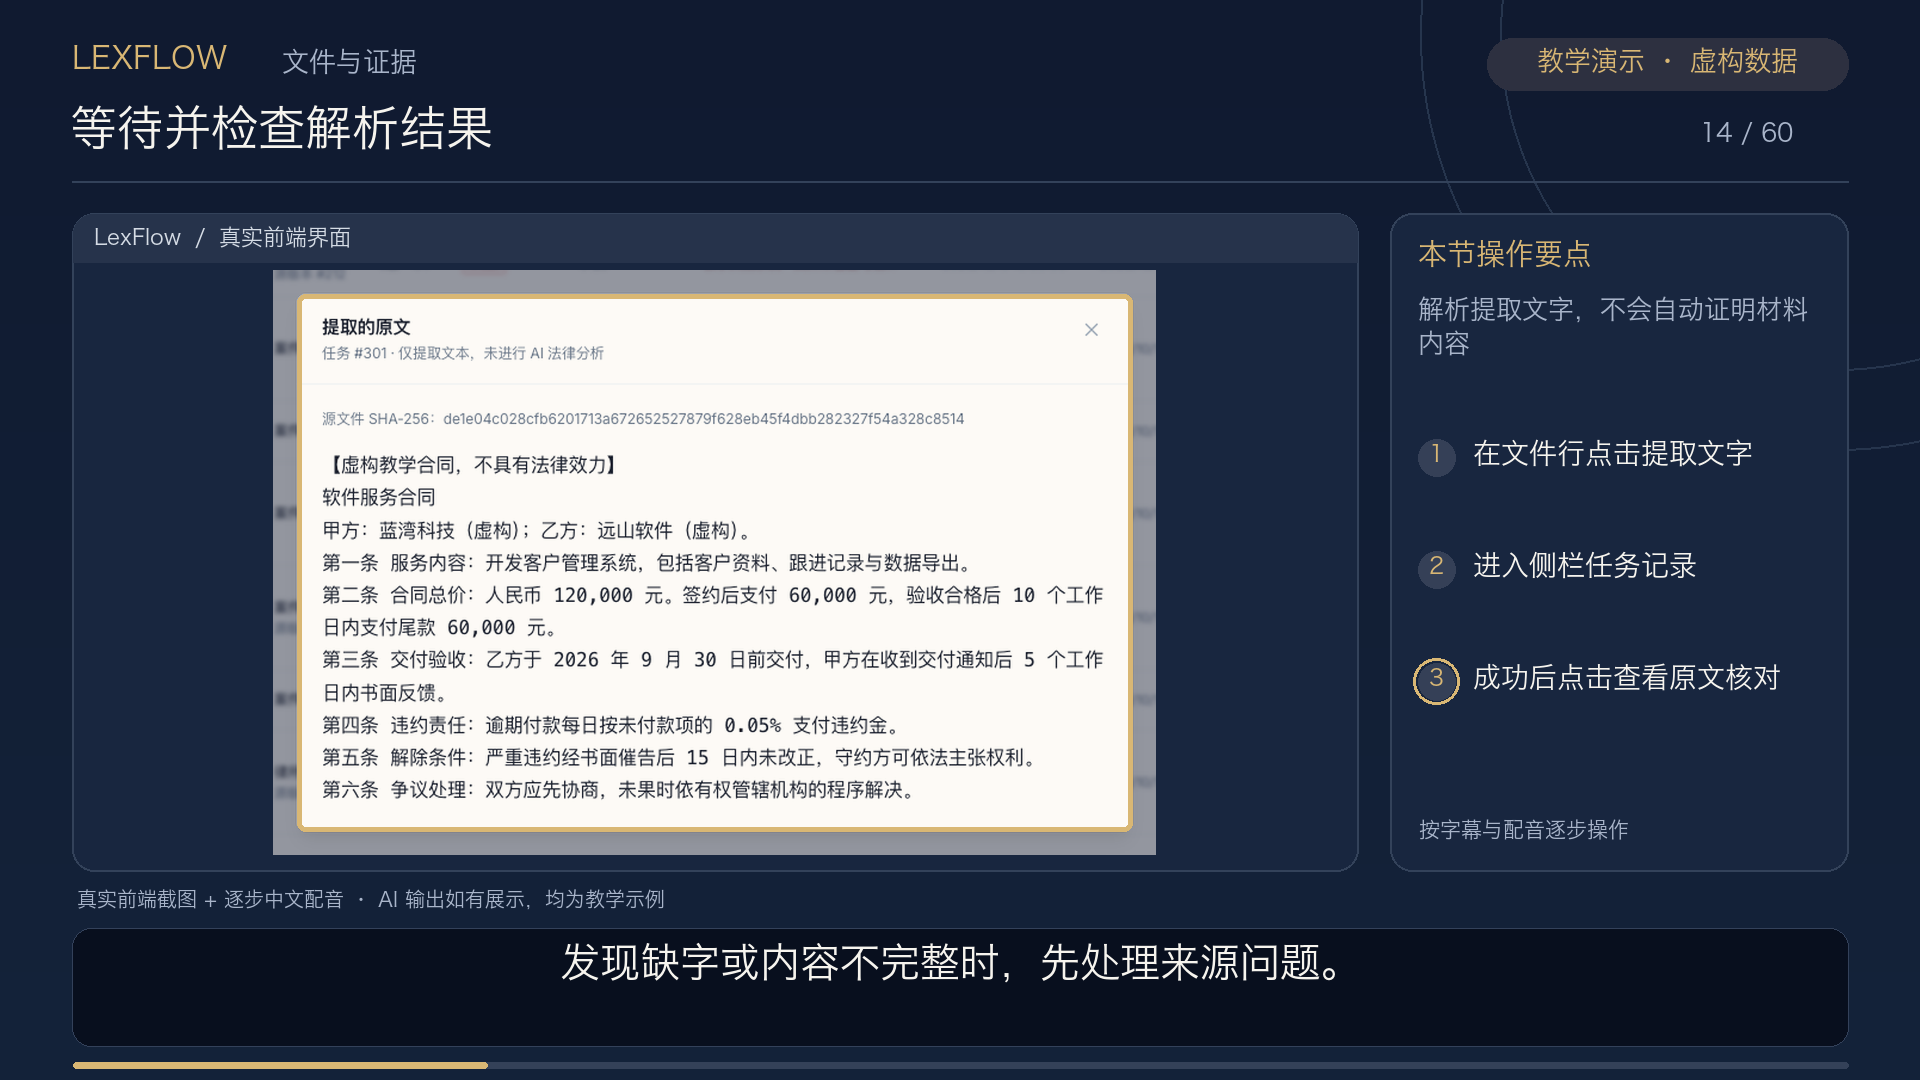 LEXFLOW 文件与证据
教学演示 · 虚构数据
等待并检查解析结果
14 / 60
LexFlow / 真实前端界面
提取的原文
任务 #301 · 仅提取文本，未进行 AI 法律分析
源文件 SHA-256：de1e04c028cfb6201713a672652527879f628eb45f4dbb282327f54a328c8514
【虚构教学合同，不具有法律效力】
软件服务合同
甲方：蓝湾科技（虚构）；乙方：远山软件（虚构）。
第一条 服务内容：开发客户管理系统，包括客户资料、跟进记录与数据导出。
第二条 合同总价：人民币 120,000 元。签约后支付 60,000 元，验收合格后 10 个工作
日内支付尾款 60,000 元。
第三条 交付验收：乙方于 2026 年 9 月 30 日前交付，甲方在收到交付通知后 5 个工作
日内书面反馈。
第四条 违约责任：逾期付款每日按未付款项的 0.05% 支付违约金。
第五条 解除条件：严重违约经书面催告后 15 日内未改正，守约方可依法主张权利。
第六条 争议处理：双方应先协商，未果时依有权管辖机构的程序解决。
本节操作要点
解析提取文字，不会自动证明材料
内容
1 在文件行点击提取文字
2 进入侧栏任务记录
3 成功后点击查看原文核对
按字幕与配音逐步操作
真实前端截图 + 逐步中文配音 · AI 输出如有展示，均为教学示例
发现缺字或内容不完整时，先处理来源问题。